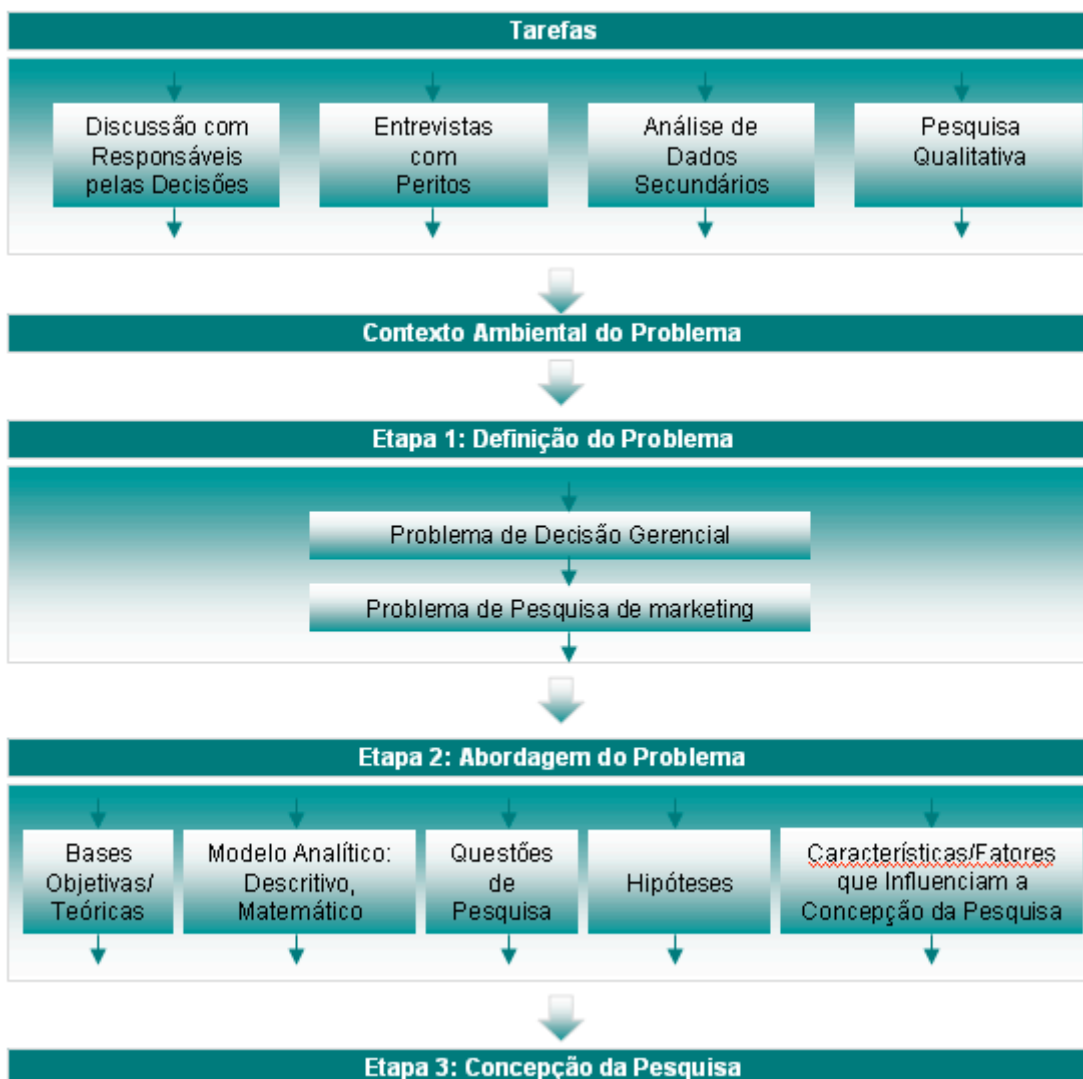 Tarefas
Discussão com
Responsáveis
pelas Decisões
Entrevistas
com
Peritos
Análise de
Dados
Secundários
Pesquisa
Qualitativa
Contexto Ambiental do Problema
Etapa 1: Definição do Problema
Problema de Decisão Gerencial
Problema de Pesquisa de marketing
Etapa 2: Abordagem do Problema
Bases
Objetivas/
Teóricas
Modelo Analítico:
Descritivo,
Matemático
Questões
de
Pesquisa
Hipóteses
Característícas/Fatores
que Influenciam a
Concepção da Pesquisa
Etapa 3: Concepção da Pesquisa